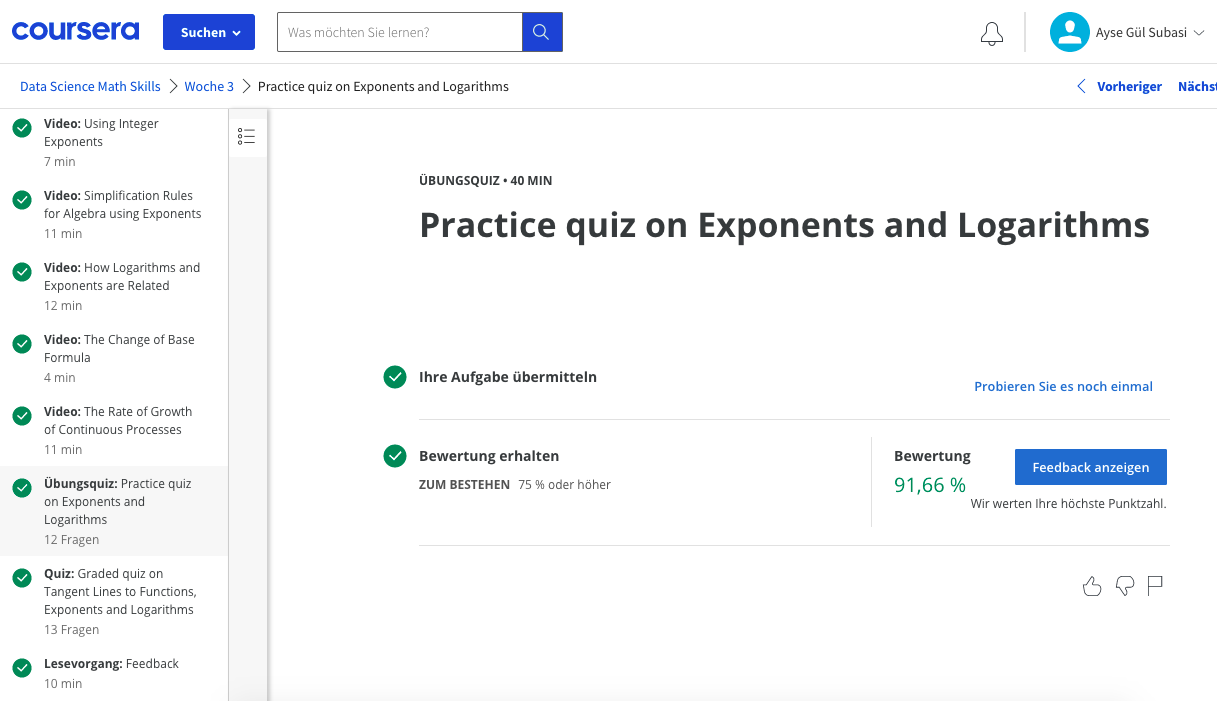 coursera
Suchen
Was möchten Sie lernen?
Ayse Gül Subasi
Data Science Math Skills
Woche 3
Practice quiz on Exponents and Logarithms
Vorheriger
Nächst
Video: Using Integer
Exponents
7 min
Video: Simplification Rules
for Algebra using Exponents
11 min
Video: How Logarithms and
Exponents are Related
12 min
Video: The Change of Base
Formula
4 min
Video: The Rate of Growth
of Continuous Processes
11 min
Übungsquiz: Practice quiz
on Exponents and
Logarithms
12 Fragen
Quiz: Graded quiz on
Tangent Lines to Functions,
Exponents and Logarithms
13 Fragen
Lesevorgang: Feedback
10 min
ÜBUNGSQUIZ • 40 MIN
Practice quiz on Exponents and Logarithms
Ihre Aufgabe übermitteln
Probieren Sie es noch einmal
Bewertung erhalten
ZUM BESTEHEN 75 % oder höher
Bewertung
91,66 %
Feedback anzeigen
Wir werten Ihre höchste Punktzahl.